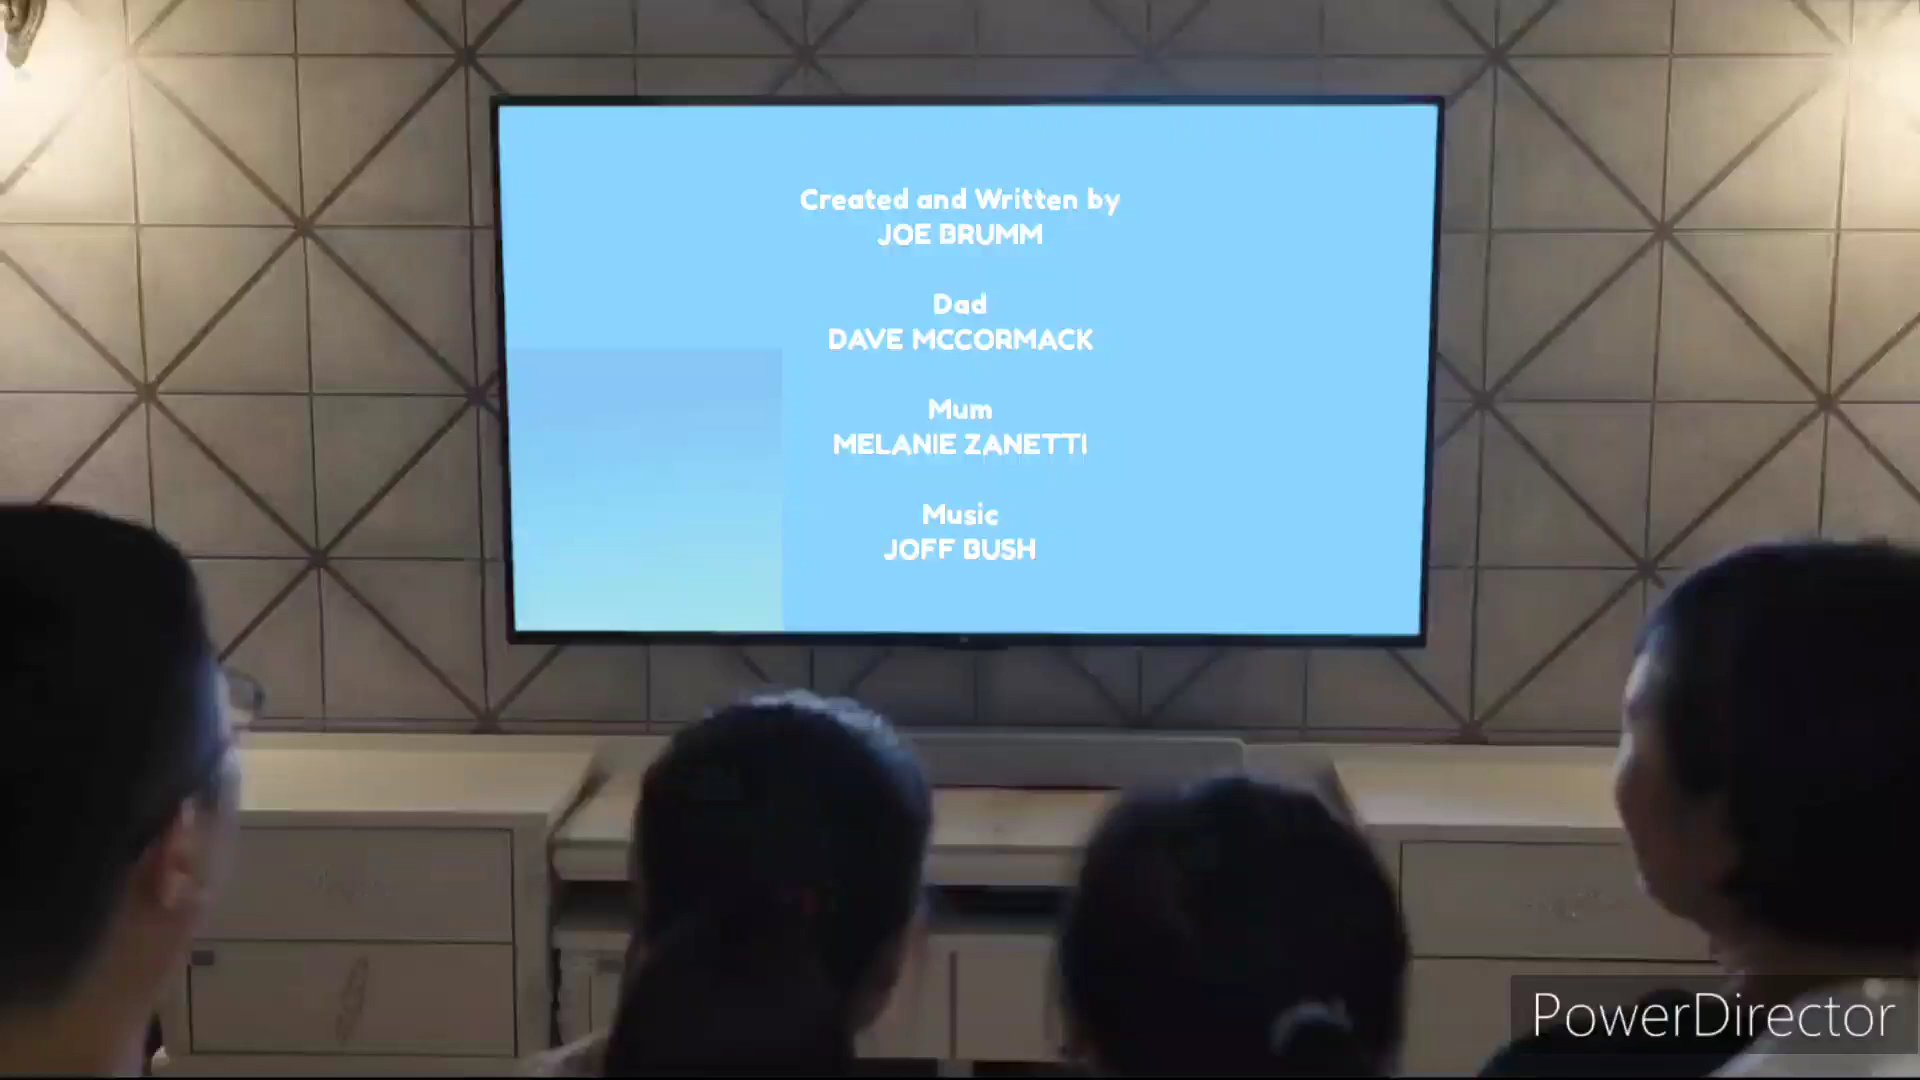 Created and Written by
JOE BRUMM
Dad
DAVE MCCORMACK
Mum
MELANIE ZANETTI
Music
JOFF BUSH
PowerDirector